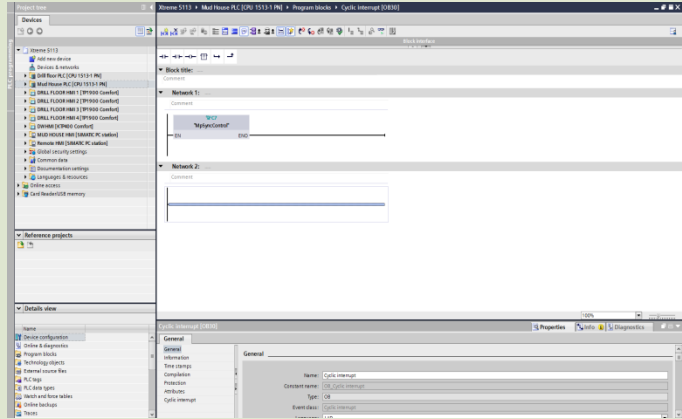 Project tree
Xtreme 5113 ▸ Mud House PLC [CPU 1513-1 PN] ▸ Program blocks ▸ Cyclic interrupt [OB30]
Devices
Block interface
Xtreme 5113
Add new device
Devices & networks
Drill floor PLC [CPU 1513-1 PN]
Mud House PLC [CPU 1513-1 PN]
DRILL FLOOR HMI 1 [TP1900 Comfort]
DRILL FLOOR HMI 2 [TP1900 Comfort]
DRILL FLOOR HMI 3 [TP1900 Comfort]
DRILL FLOOR HMI 4 [TP1900 Comfort]
MUD HOUSE HMI [SIMATIC PC station]
Remote HMI [SIMATIC PC station]
Global security settings
Common data
Documentation settings
Languages & resources
Online access
Card Reader/USB memory
Block title: ...
Comment
Network 1: ...
Comment
"MpSyncControl"
EN ENO
Network 2: ...
Comment
Reference projects
Details view
Name
Device configuration
Online & diagnostics
Program blocks
Technology objects
External source files
PLC tags
PLC data types
Watch and force tables
Online backups
Traces
100%
Cyclic interrupt [OB30]
Properties Info Diagnostics
General
General
Information
Time stamps
Compilation
Protection
Attributes
Cyclic interrupt
General
Name: Cyclic interrupt
Constant name: OB_Cyclic interrupt
Type: OB
Event class: Cyclic interrupt